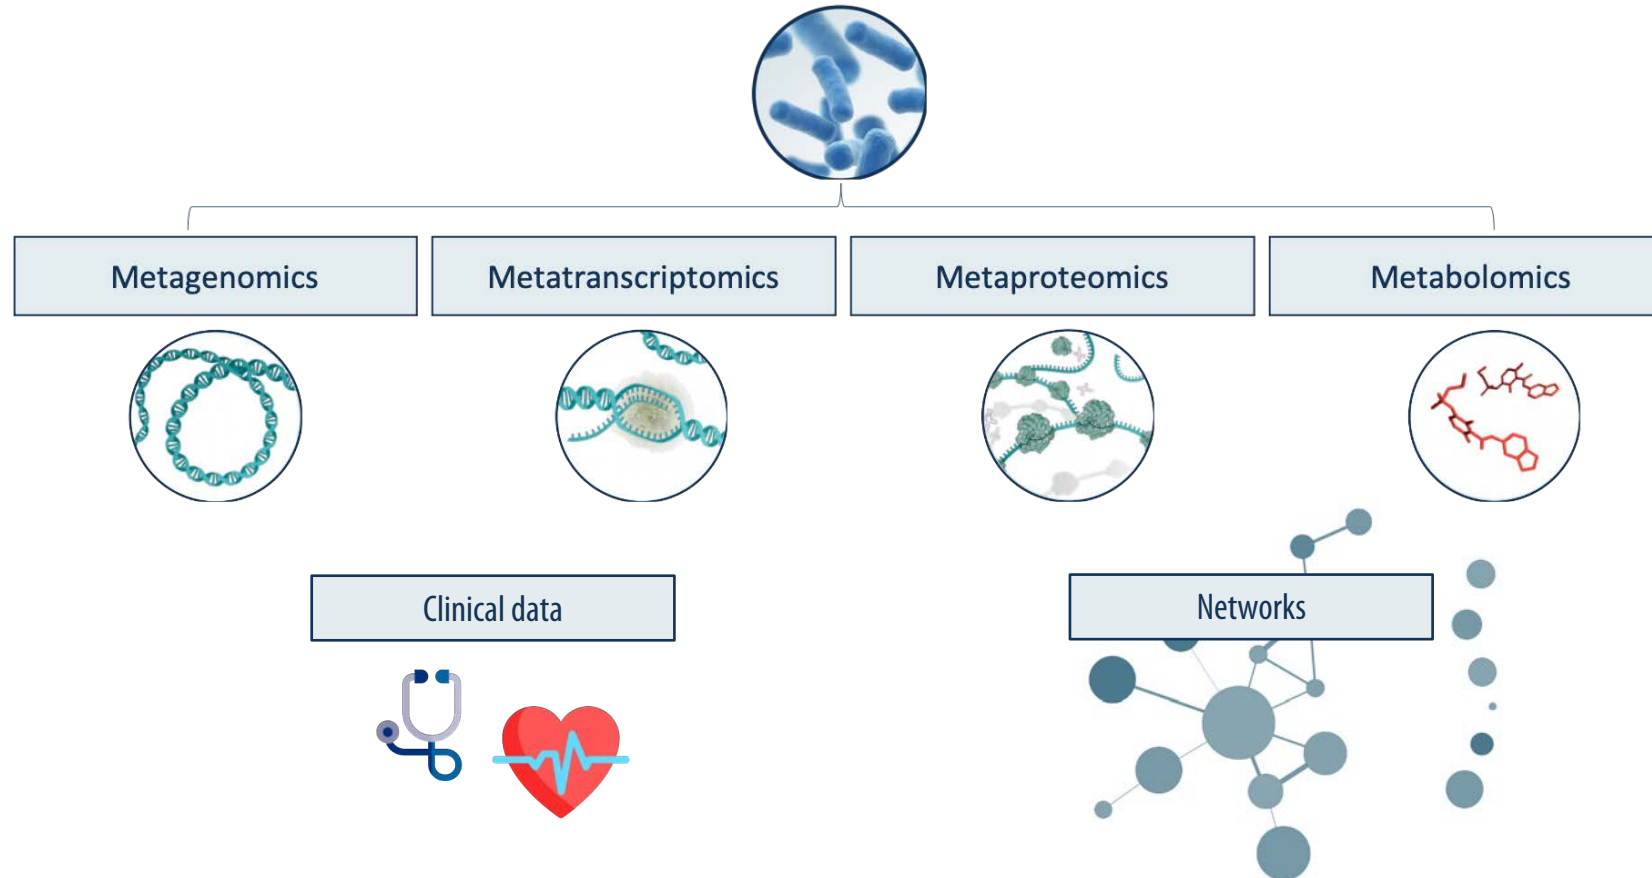 Metagenomics
Metatranscriptomics
Metaproteomics
Metabolomics
Clinical data
Networks